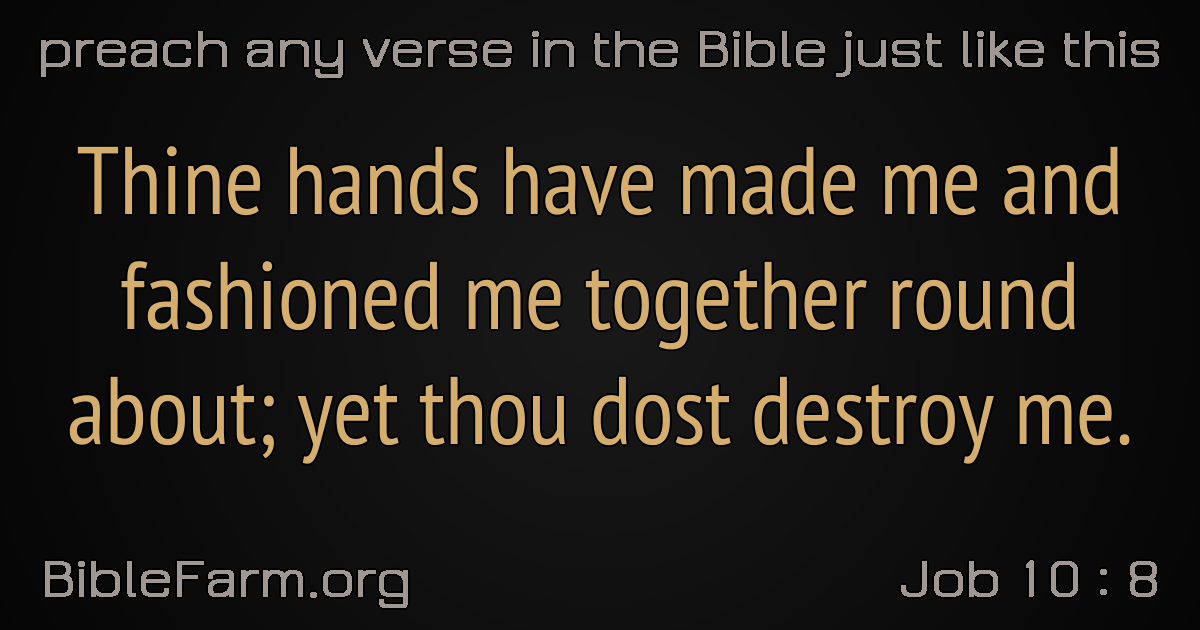 preach any verse in the Bible just like this
Thine hands have made me and
fashioned me together round
about; yet thou dost destroy me.
BibleFarm.org
Job 10 : 8